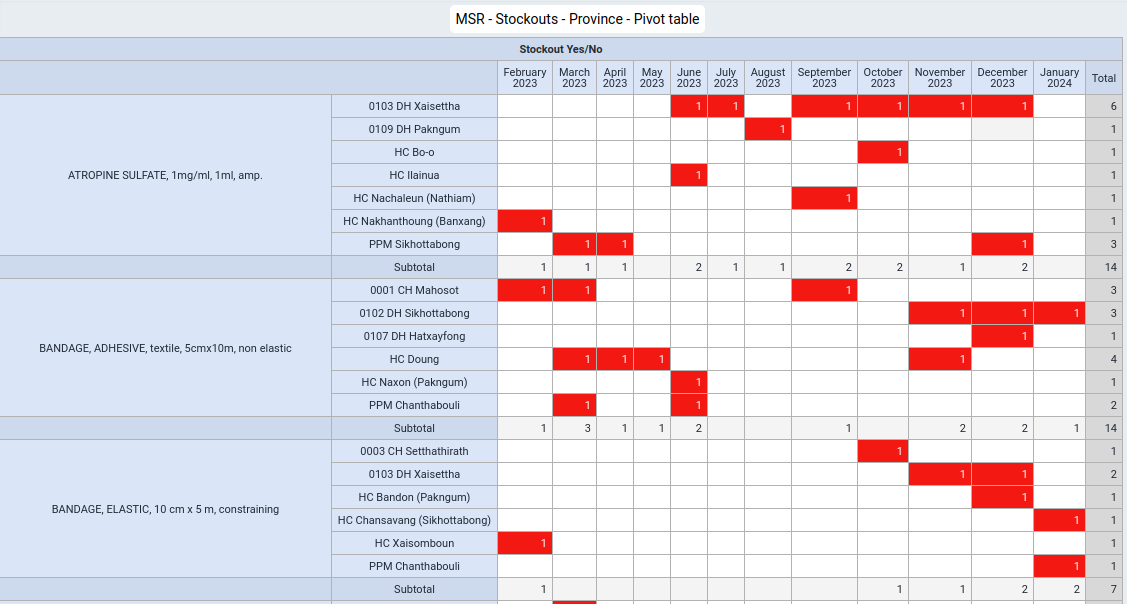 MSR - Stockouts - Province - Pivot table
Stockout Yes/No
February 2023 March 2023 April 2023 May 2023 June 2023 July 2023 August 2023 September 2023 October 2023 November 2023 December 2023 January 2024 Total
ATROPINE SULFATE, 1mg/ml, 1ml, amp.
0103 DH Xaisettha 1 1 1 1 1 1 6
0109 DH Pakngum 1 1
HC Bo-o 1 1
HC Ilainua 1 1
HC Nachaleun (Nathiam) 1 1
HC Nakhanthoung (Banxang) 1 1
PPM Sikhottabong 1 1 1 3
Subtotal 1 1 1 2 1 1 2 2 1 2 14
BANDAGE, ADHESIVE, textile, 5cmx10m, non elastic
0001 CH Mahosot 1 1 1 3
0102 DH Sikhottabong 1 1 1 3
0107 DH Hatxayfong 1 1
HC Doung 1 1 1 1 4
HC Naxon (Pakngum) 1 1
PPM Chanthabouli 1 1 2
Subtotal 1 3 1 1 2 1 2 2 1 14
BANDAGE, ELASTIC, 10 cm x 5 m, constraining
0003 CH Setthathirath 1 1
0103 DH Xaisettha 1 1 2
HC Bandon (Pakngum) 1 1
HC Chansavang (Sikhottabong) 1 1
HC Xaisomboun 1 1
PPM Chanthabouli 1 1
Subtotal 1 1 1 2 2 7